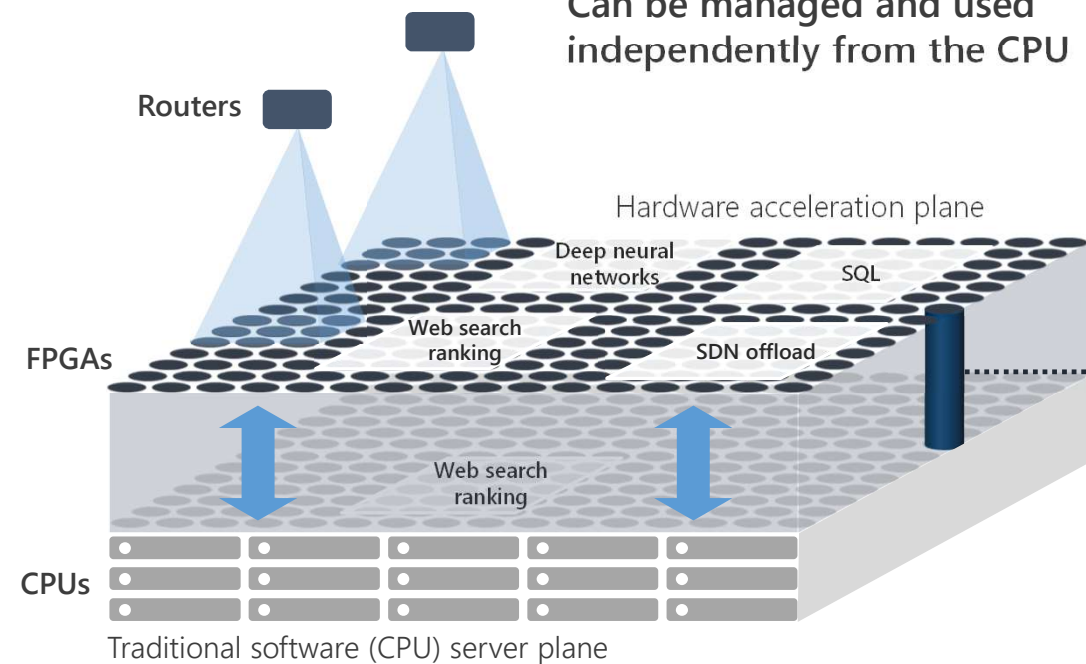 Can be managed and used
independently from the CPU
Routers
Hardware acceleration plane
Deep neural
networks
SQL
Web search
ranking
SDN offload
FPGAs
Web search
ranking
CPUs
Traditional software (CPU) server plane